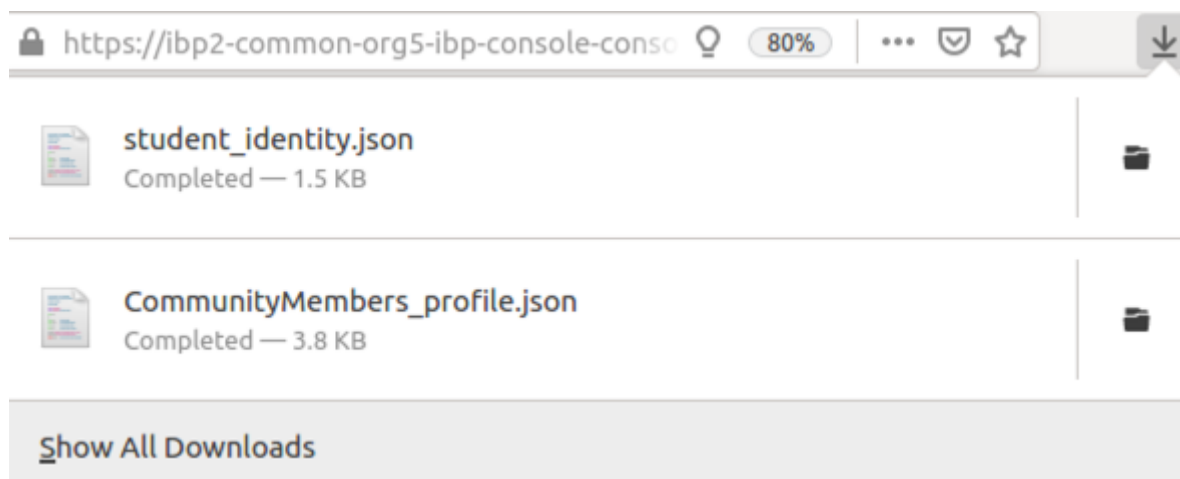 https://ibp2-common-org5-ibp-console-conso 80%
student_identity.json
Completed — 1.5 KB
CommunityMembers_profile.json
Completed — 3.8 KB
Show All Downloads